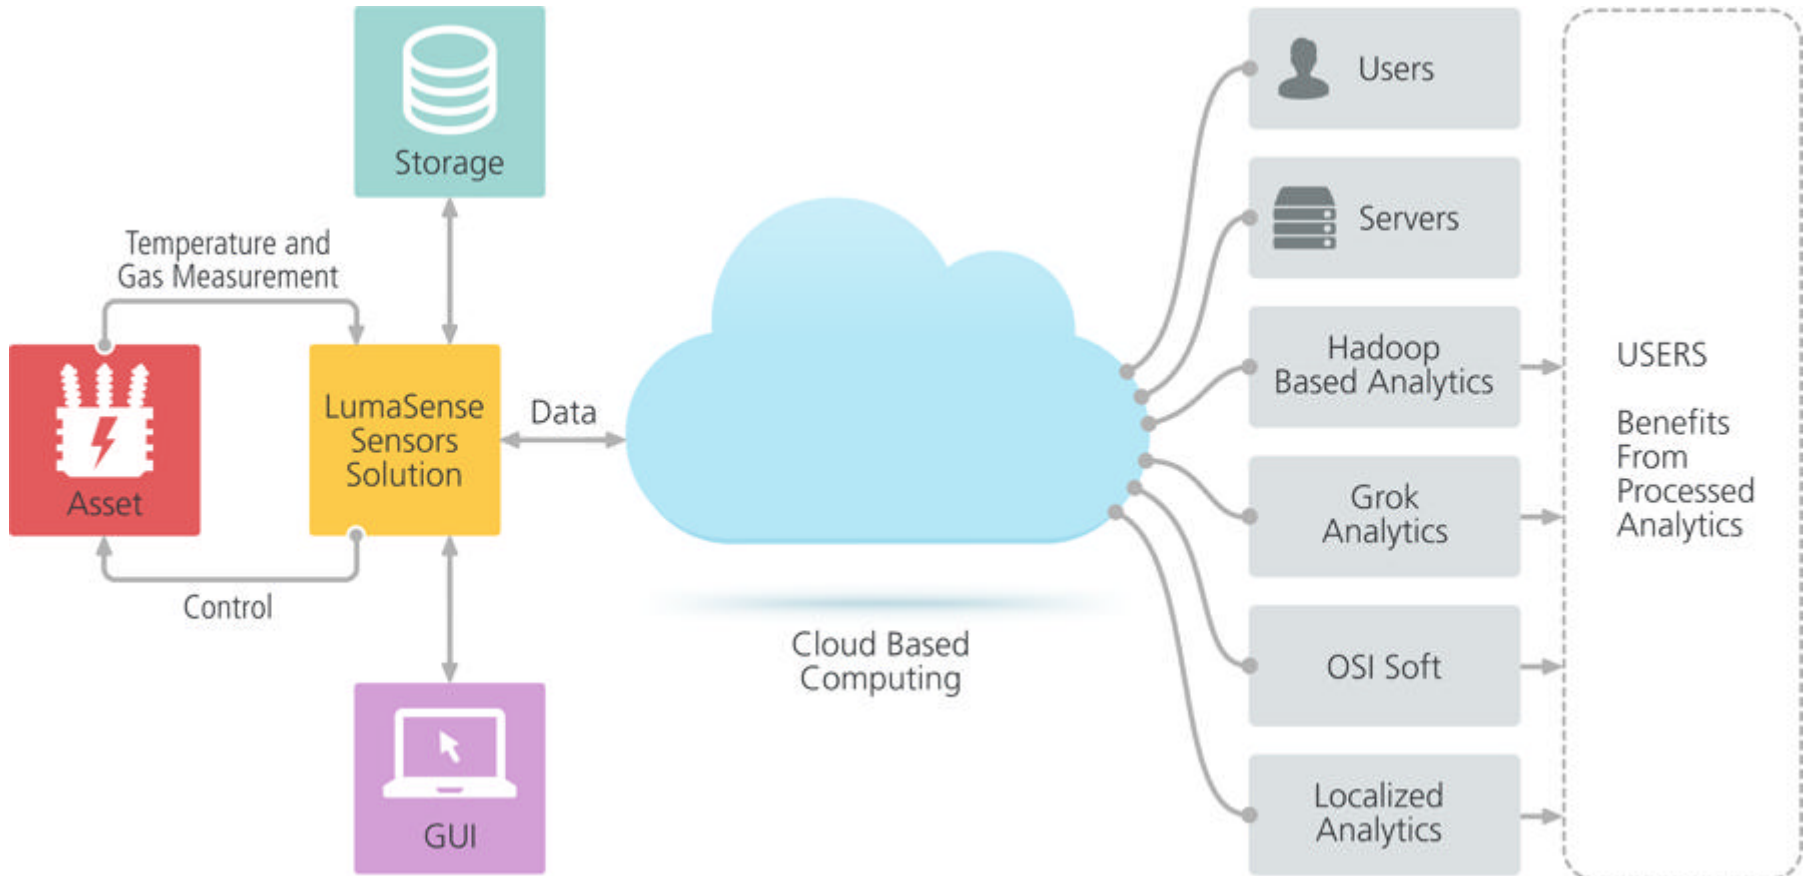 Storage
Temperature and
Gas Measurement
Asset
LumaSense
Sensors
Solution
Data
Control
GUI
Cloud Based
Computing
Users
Servers
Hadoop
Based Analytics
Grok
Analytics
OSI Soft
Localized
Analytics
USERS
Benefits
From
Processed
Analytics